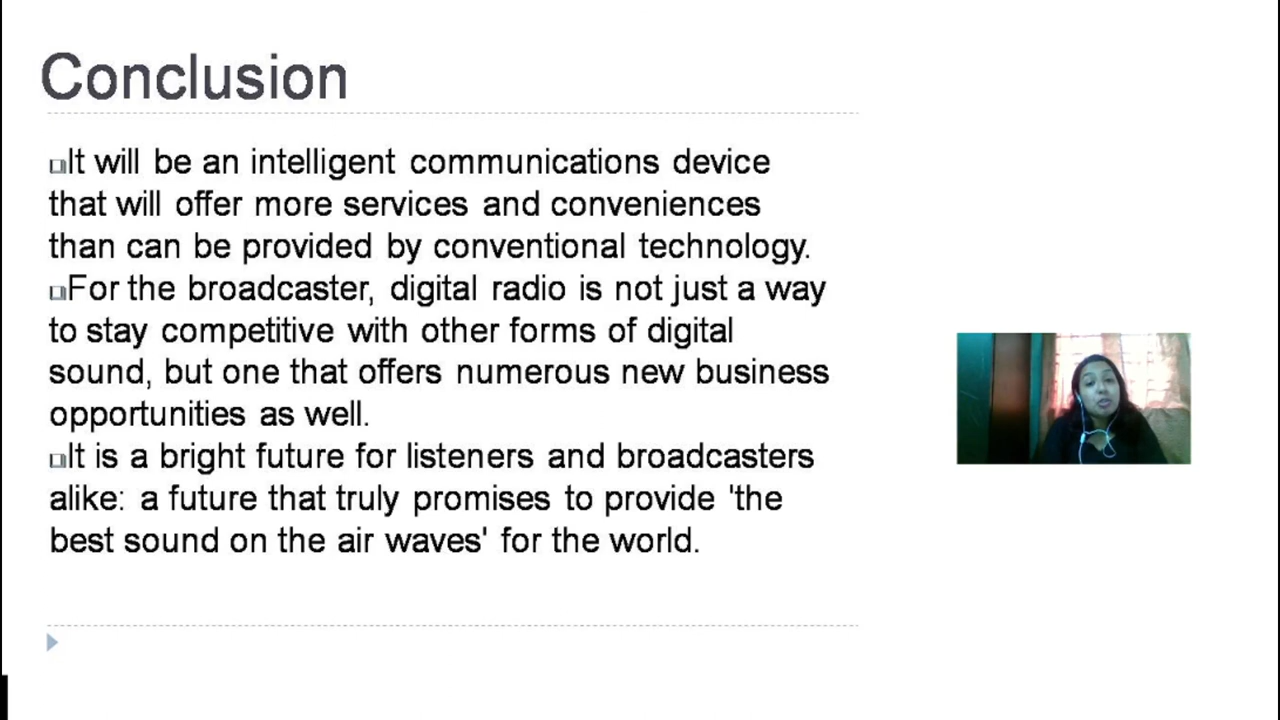 Conclusion
It will be an intelligent communications device
that will offer more services and conveniences
than can be provided by conventional technology.
For the broadcaster, digital radio is not just a way
to stay competitive with other forms of digital
sound, but one that offers numerous new business
opportunities as well.
It is a bright future for listeners and broadcasters
alike: a future that truly promises to provide 'the
best sound on the air waves' for the world.